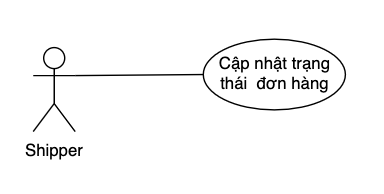 Cập nhật trạng
thái đơn hàng
Shipper